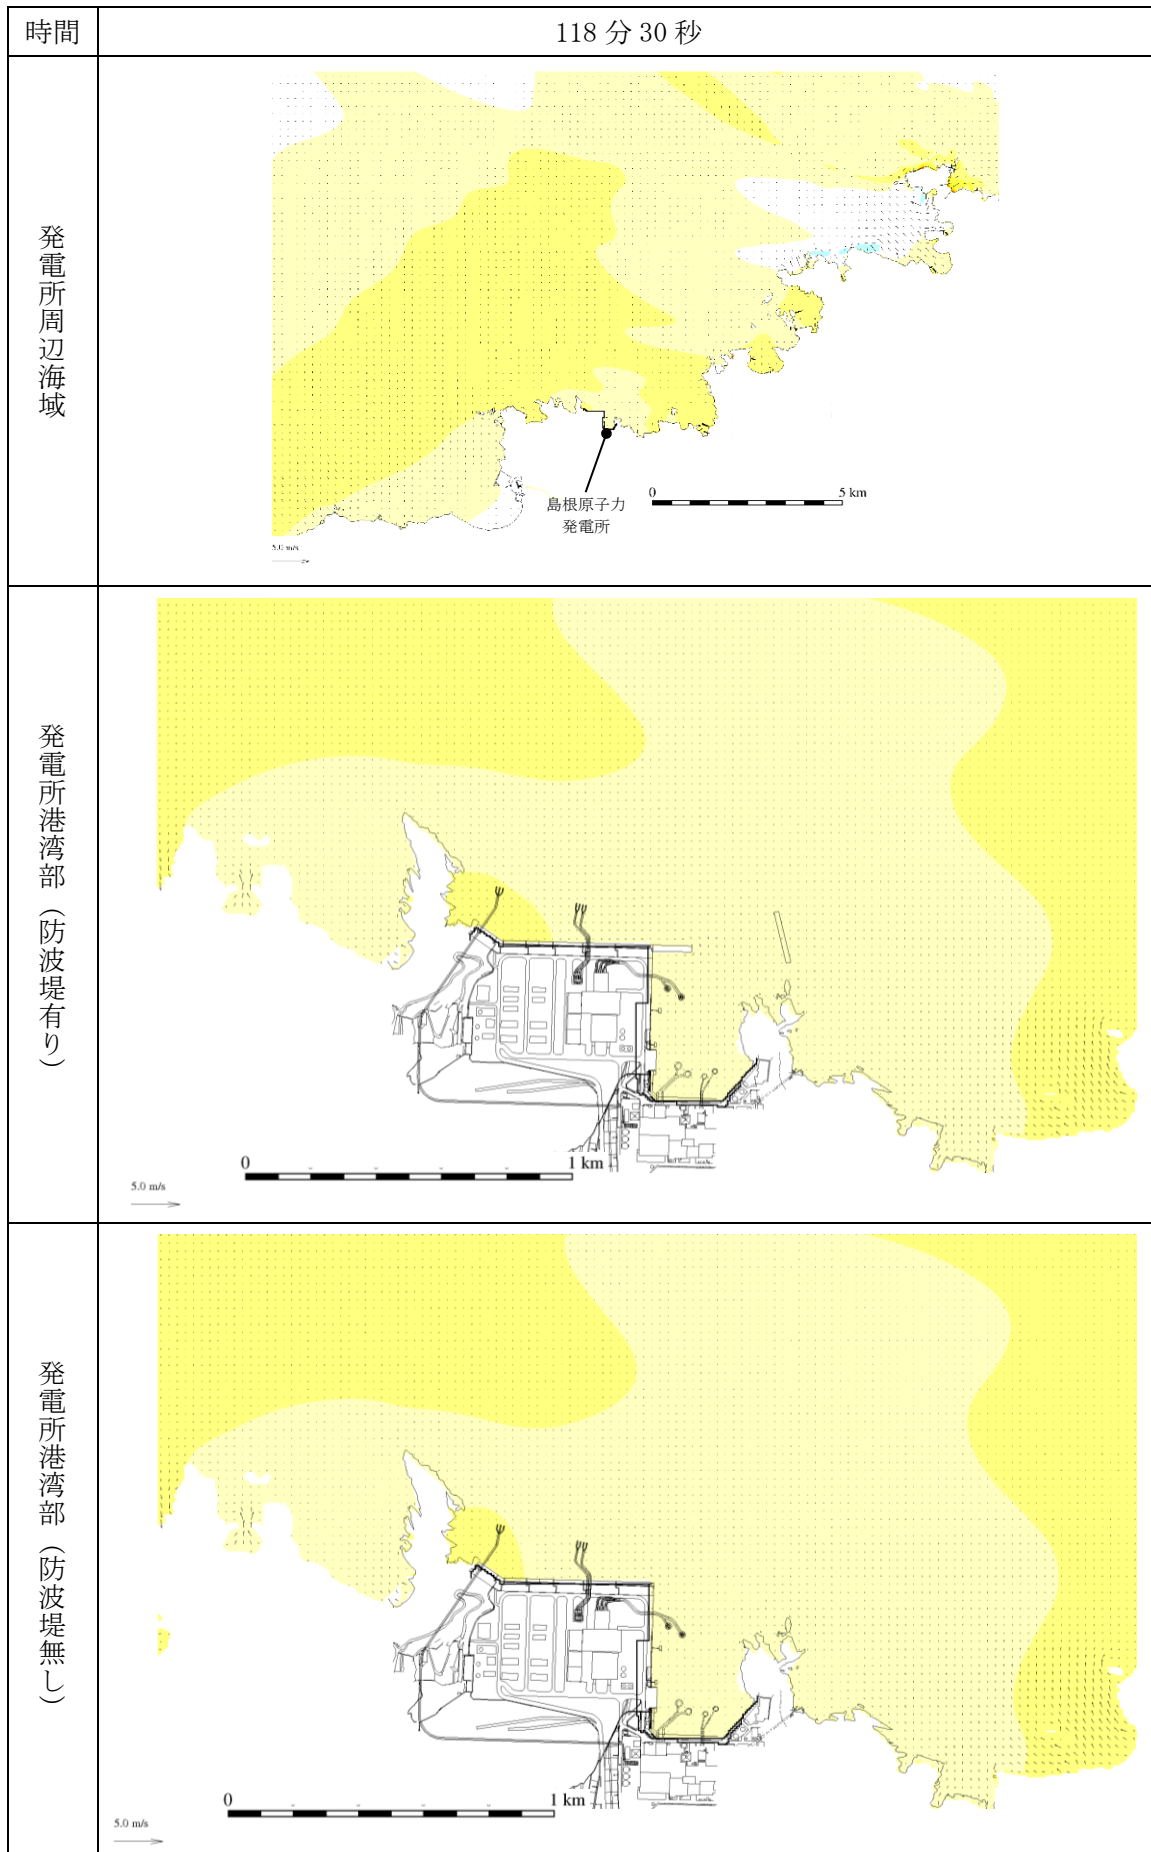 時間
118 分 30 秒
発電所周辺海域
島根原子力
発電所
0
5 km
5.0 m/s
発電所港湾部（防波堤有り）
0
1 km
5.0 m/s
発電所港湾部（防波堤無し）
0
1 km
5.0 m/s